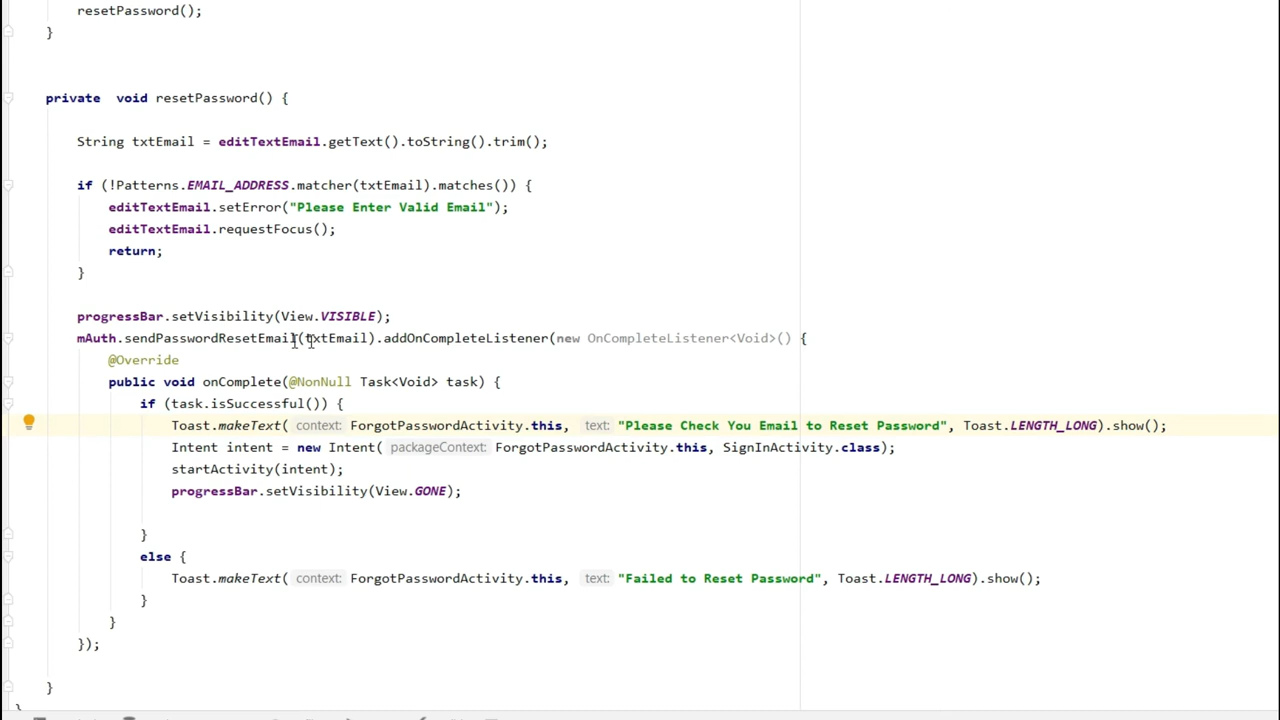 resetPassword();
}
private  void resetPassword() {
String txtEmail = editTextEmail.getText().toString().trim();
if (!Patterns.EMAIL_ADDRESS.matcher(txtEmail).matches()) {
editTextEmail.setError("Please Enter Valid Email");
editTextEmail.requestFocus();
return;
}
progressBar.setVisibility(View.VISIBLE);
mAuth.sendPasswordResetEmail(txtEmail).addOnCompleteListener(new OnCompleteListener<Void>() {
@Override
public void onComplete(@NonNull Task<Void> task) {
if (task.isSuccessful()) {
Toast.makeText( context: ForgotPasswordActivity.this, text: "Please Check You Email to Reset Password", Toast.LENGTH_LONG).show();
Intent intent = new Intent( packageContext: ForgotPasswordActivity.this, SignInActivity.class);
startActivity(intent);
progressBar.setVisibility(View.GONE);
}
else {
Toast.makeText( context: ForgotPasswordActivity.this, text: "Failed to Reset Password", Toast.LENGTH_LONG).show();
}
}
});
}
}